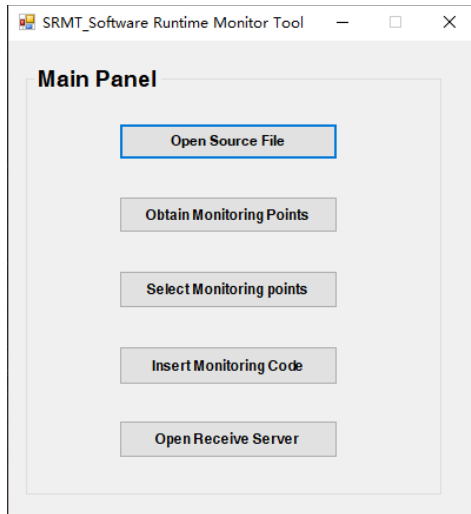 SRMT_Software Runtime Monitor Tool
Main Panel
Open Source File
Obtain Monitoring Points
Select Monitoring points
Insert Monitoring Code
Open Receive Server